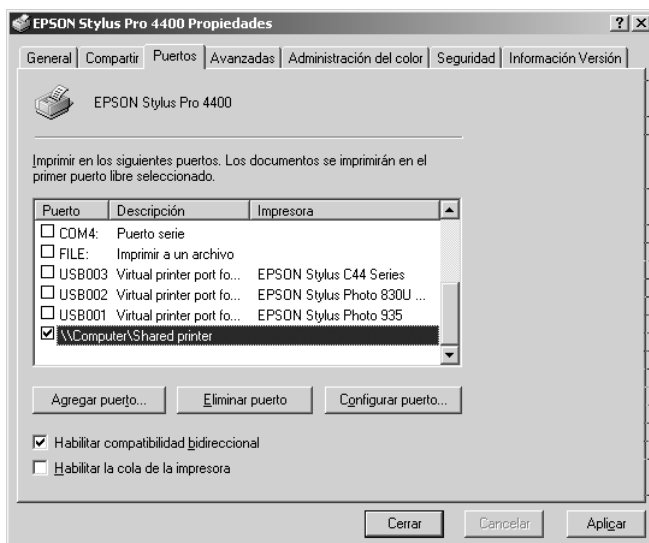 EPSON Stylus Pro 4400 Propiedades
General Compartir Puertos Avanzadas Administración del color Seguridad Información Versión
EPSON Stylus Pro 4400
Imprimir en los siguientes puertos. Los documentos se imprimirán en el
primer puerto libre seleccionado.
Puerto Descripción Impresora
COM4: Puerto serie
FILE: Imprimir a un archivo
USB003 Virtual printer port fo... EPSON Stylus C44 Series
USB002 Virtual printer port fo... EPSON Stylus Photo 830U ...
USB001 Virtual printer port fo... EPSON Stylus Photo 935
\\Computer\Shared printer
Agregar puerto... Eliminar puerto Configurar puerto...
Habilitar compatibilidad bidireccional
Habilitar la cola de la impresora
Cerrar Cancelar Aplicar